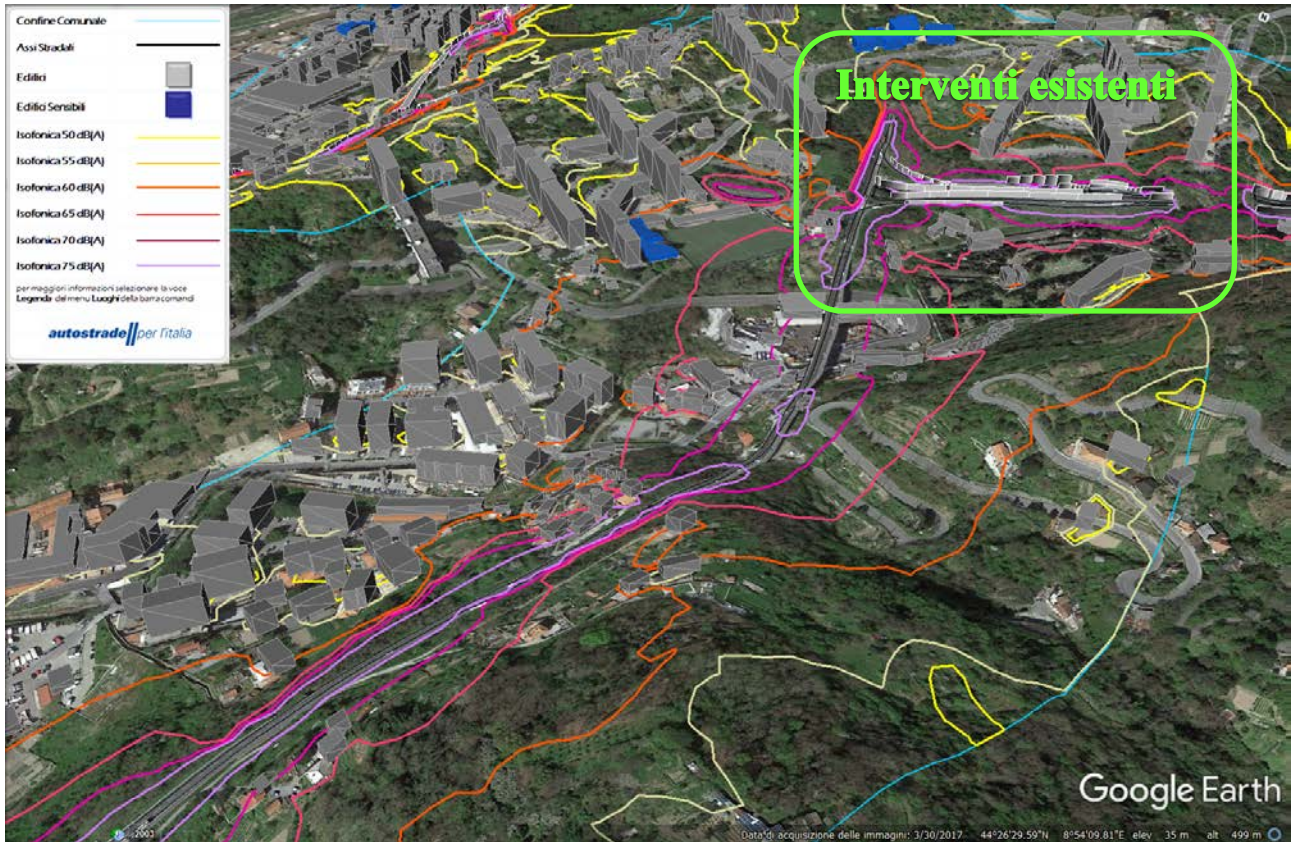 Confine Comunale
Assi Stradali
Edifici
Edifici Sensibili
Isofonica 50 dB[A]
Isofonica 55 dB[A]
Isofonica 60 dB[A]
Isofonica 65 dB[A]
Isofonica 70 dB[A]
Isofonica 75 dB[A]
per maggiori informazioni selezionare la voce
Legenda del menu Luoghi della barra comandi
autostrade per l'italia
Interventi esistenti
Google Earth
2003
Data di acquisizione delle immagini: 3/30/2017 44°26'29.59"N 8°54'09.81"E elev 35 m alt 499 m